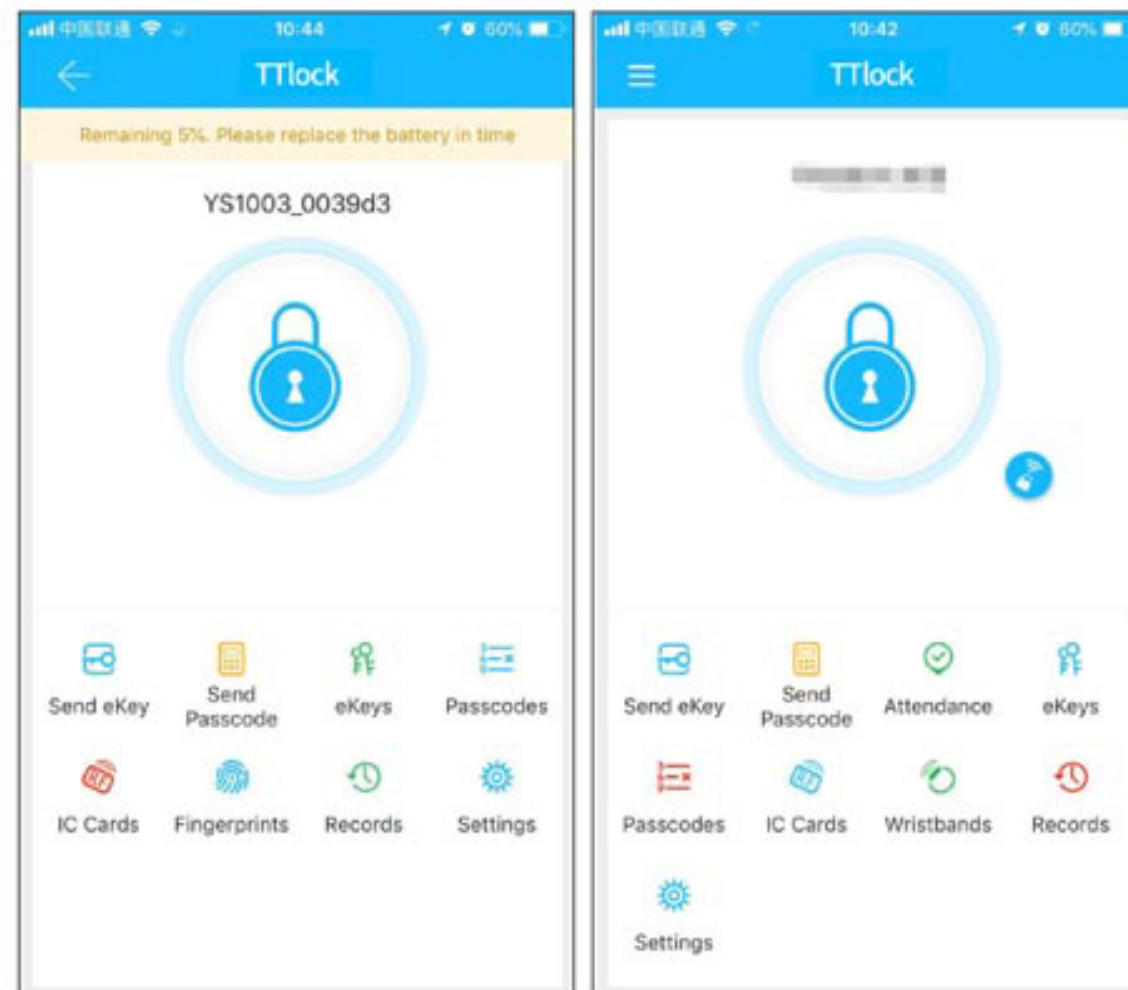 中国联通
10:44
60%
TTlock
Remaining 5%. Please replace the battery in time
YS1003_0039d3
Send eKey
Send
Passcode
eKeys
Passcodes
RF
IC Cards
Fingerprints
Records
Settings
中国联通
10:42
60%
TTlock
Send eKey
Send
Passcode
Attendance
eKeys
Passcodes
RF
IC Cards
Wristbands
Records
Settings